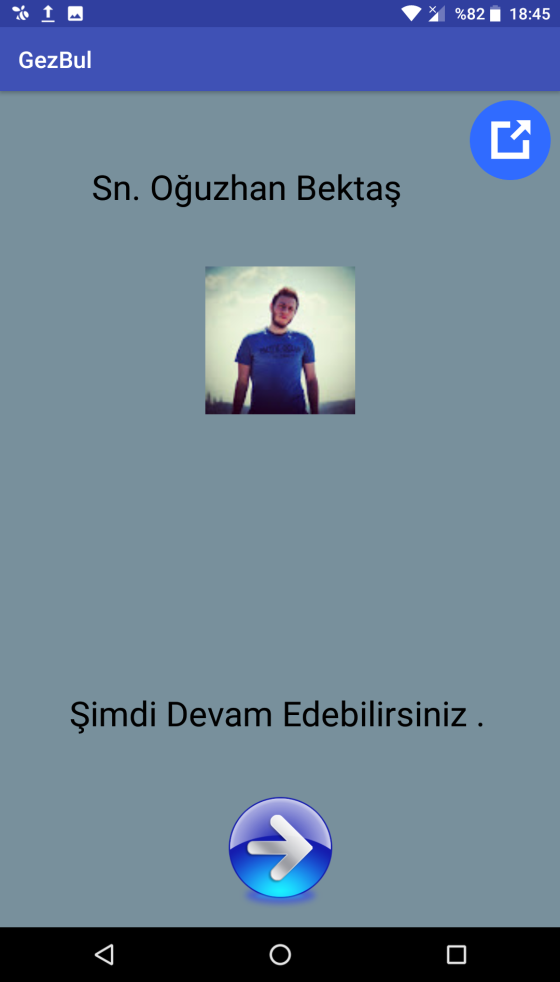 %82 18:45
GezBul
Sn. Oğuzhan Bektaş
Şimdi Devam Edebilirsiniz .